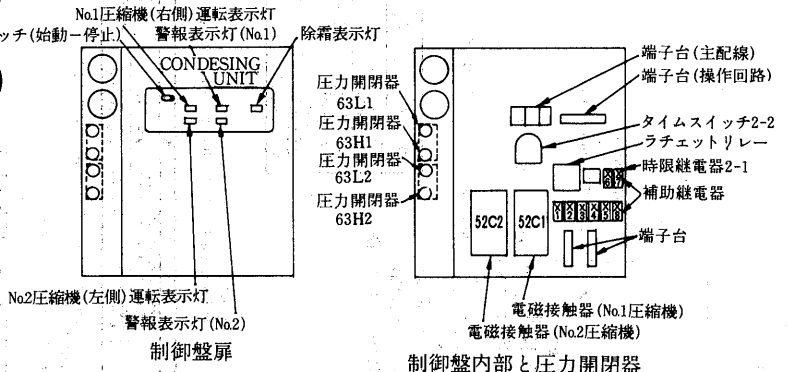 No.1圧縮機(右側)運転表示灯
ッチ(始動ー停止)
警報表示灯(No.1)
除霜表示灯
CONDESING
UNIT
No.2圧縮機(左側)運転表示灯
警報表示灯(No.2)
制御盤扉
圧力開閉器
63L1
圧力開閉器
63H1
圧力開閉器
63L2
圧力開閉器
63H2
端子台(主配線)
端子台(操作回路)
タイムスイッチ2-2
ラチェットリレー
時限継電器2-1
補助継電器
52C2
52C1
X1 X2 X3 X4 X5 X8
端子台
電磁接触器(No.1圧縮機)
電磁接触器(No.2圧縮機)
制御盤内部と圧力開閉器